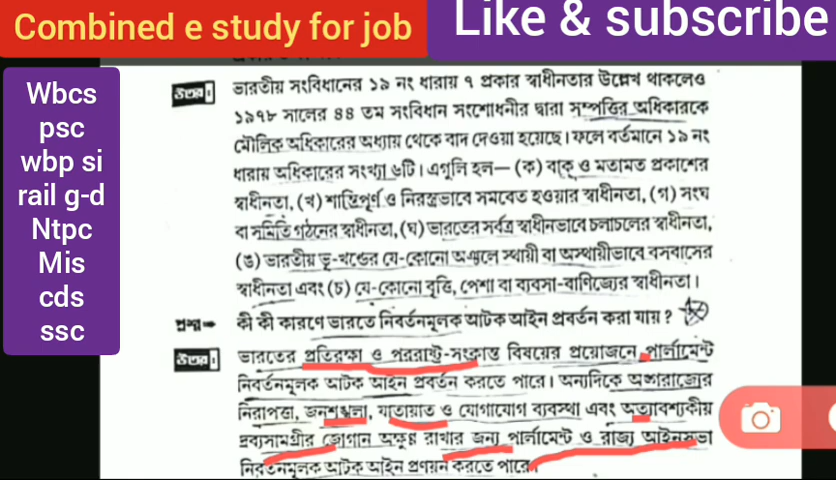 Combined e study for job
Like & subscribe
Wbcs
psc
wbp si
rail g-d
Ntpc
Mis
cds
ssc
উত্তর।
ভারতীয় সংবিধানের ১৯ নং ধারায় ৭ প্রকার স্বাধীনতার উল্লেখ থাকলেও
১৯৭৮ সালের ৪৪ তম সংবিধান সংশোধনীর দ্বারা সম্পত্তির অধিকারকে
মৌলিক অধিকারের অধ্যায় থেকে বাদ দেওয়া হয়েছে। ফলে বর্তমানে ১৯ নং
ধারায় অধিকারের সংখ্যা ৬টি। এগুলি হল— (ক) বাক্ ও মতামত প্রকাশের
স্বাধীনতা, (খ) শান্তিপূর্ণ ও নিরস্ত্রভাবে সমবেত হওয়ার স্বাধীনতা, (গ) সংঘ
বা সমিতি গঠনের স্বাধীনতা, (ঘ) ভারতের সর্বত্র স্বাধীনভাবে চলাচলের স্বাধীনতা,
(ঙ) ভারতীয় ভূ-খণ্ডের যে-কোনো অঞ্চলে স্থায়ী বা অস্থায়ীভাবে বসবাসের
স্বাধীনতা এবং (চ) যে-কোনো বৃত্তি, পেশা বা ব্যবসা-বাণিজ্যের স্বাধীনতা।
প্রশ্ন⇒ কী কী কারণে ভারতে নিবর্তনমূলক আটক আইন প্রবর্তন করা যায় ?
উত্তর। ভারতের প্রতিরক্ষা ও পররাষ্ট্র-সংক্রান্ত বিষয়ের প্রয়োজনে পার্লামেন্ট
নিবর্তনমূলক আটক আইন প্রবর্তন করতে পারে। অন্যদিকে অঙ্গরাজ্যের
নিরাপত্তা, জনশৃঙ্খলা, যাতায়াত ও যোগাযোগ ব্যবস্থা এবং অত্যাবশ্যকীয়
দ্রব্যসামগ্রীর জোগান অক্ষুণ্ণ রাখার জন্য পার্লামেন্ট ও রাজ্য আইনসভা
নিবর্তনমূলক আটক আইন প্রণয়ন করতে পারে।